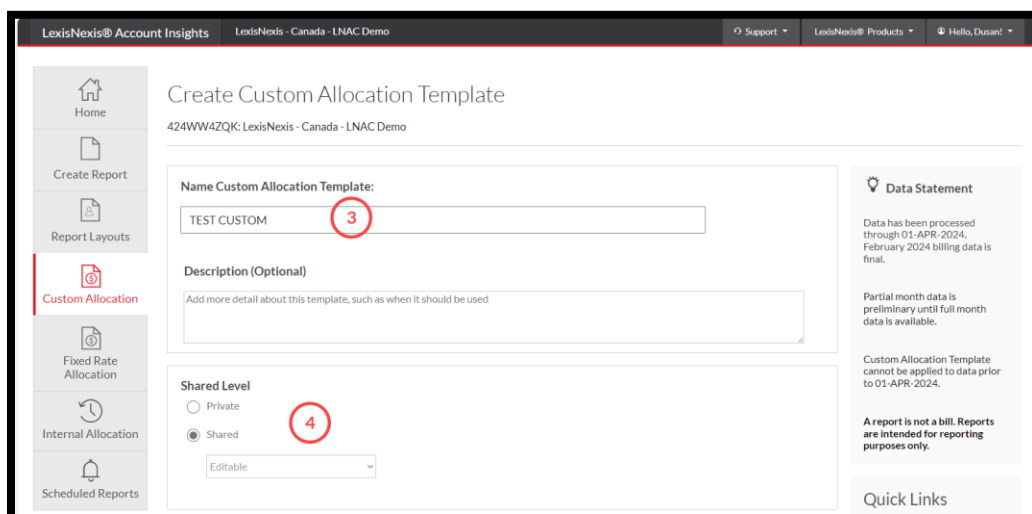 LexisNexis® Account Insights
LexisNexis - Canada - LNAC Demo
Support
LexisNexis® Products
Hello, Dusan!
Home
Create Report
Report Layouts
Custom Allocation
Fixed Rate
Allocation
Internal Allocation
Scheduled Reports
Create Custom Allocation Template
424WW4ZQK: LexisNexis - Canada - LNAC Demo
Name Custom Allocation Template:
TEST CUSTOM
3
Description (Optional)
Add more detail about this template, such as when it should be used
Shared Level
Private
Shared
4
Editable
Data Statement
Data has been processed
through 01-APR-2024.
February 2024 billing data is
final.
Partial month data is
preliminary until full month
data is available.
Custom Allocation Template
cannot be applied to data prior
to 01-APR-2024.
A report is not a bill. Reports
are intended for reporting
purposes only.
Quick Links